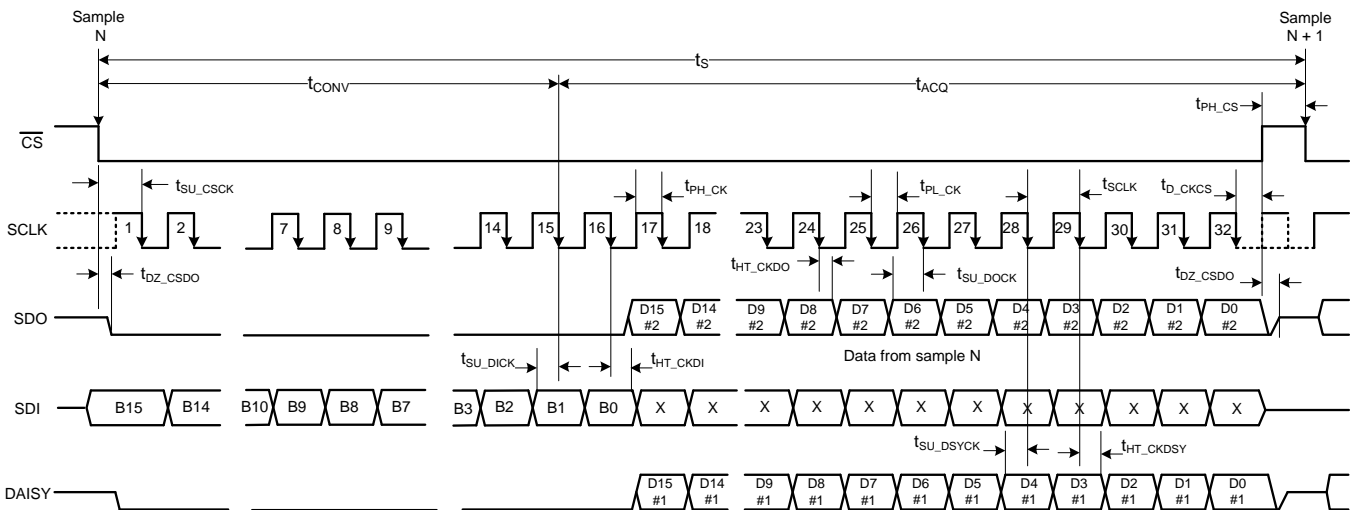 Sample
N
Sample
N + 1
tS
tCONV
tACQ
tPH_CS
CS
tSU_CSCK
tPH_CK
tPL_CK
tSCLK
tD_CKCS
SCLK
1 2 7 8 9 14 15 16 17 18 23 24 25 26 27 28 29 30 31 32
tDZ_CSDO
tHT_CKDO
tSU_DOCK
tDZ_CSDO
SDO
D15 #2
D14 #2
D9 #2
D8 #2
D7 #2
D6 #2
D5 #2
D4 #2
D3 #2
D2 #2
D1 #2
D0 #2
tSU_DICK
tHT_CKDI
Data from sample N
SDI
B15 B14 B10 B9 B8 B7 B3 B2 B1 B0 X X X X X X X X X X X X
tSU_DSYCK
tHT_CKDSY
DAISY
D15 #1
D14 #1
D9 #1
D8 #1
D7 #1
D6 #1
D5 #1
D4 #1
D3 #1
D2 #1
D1 #1
D0 #1